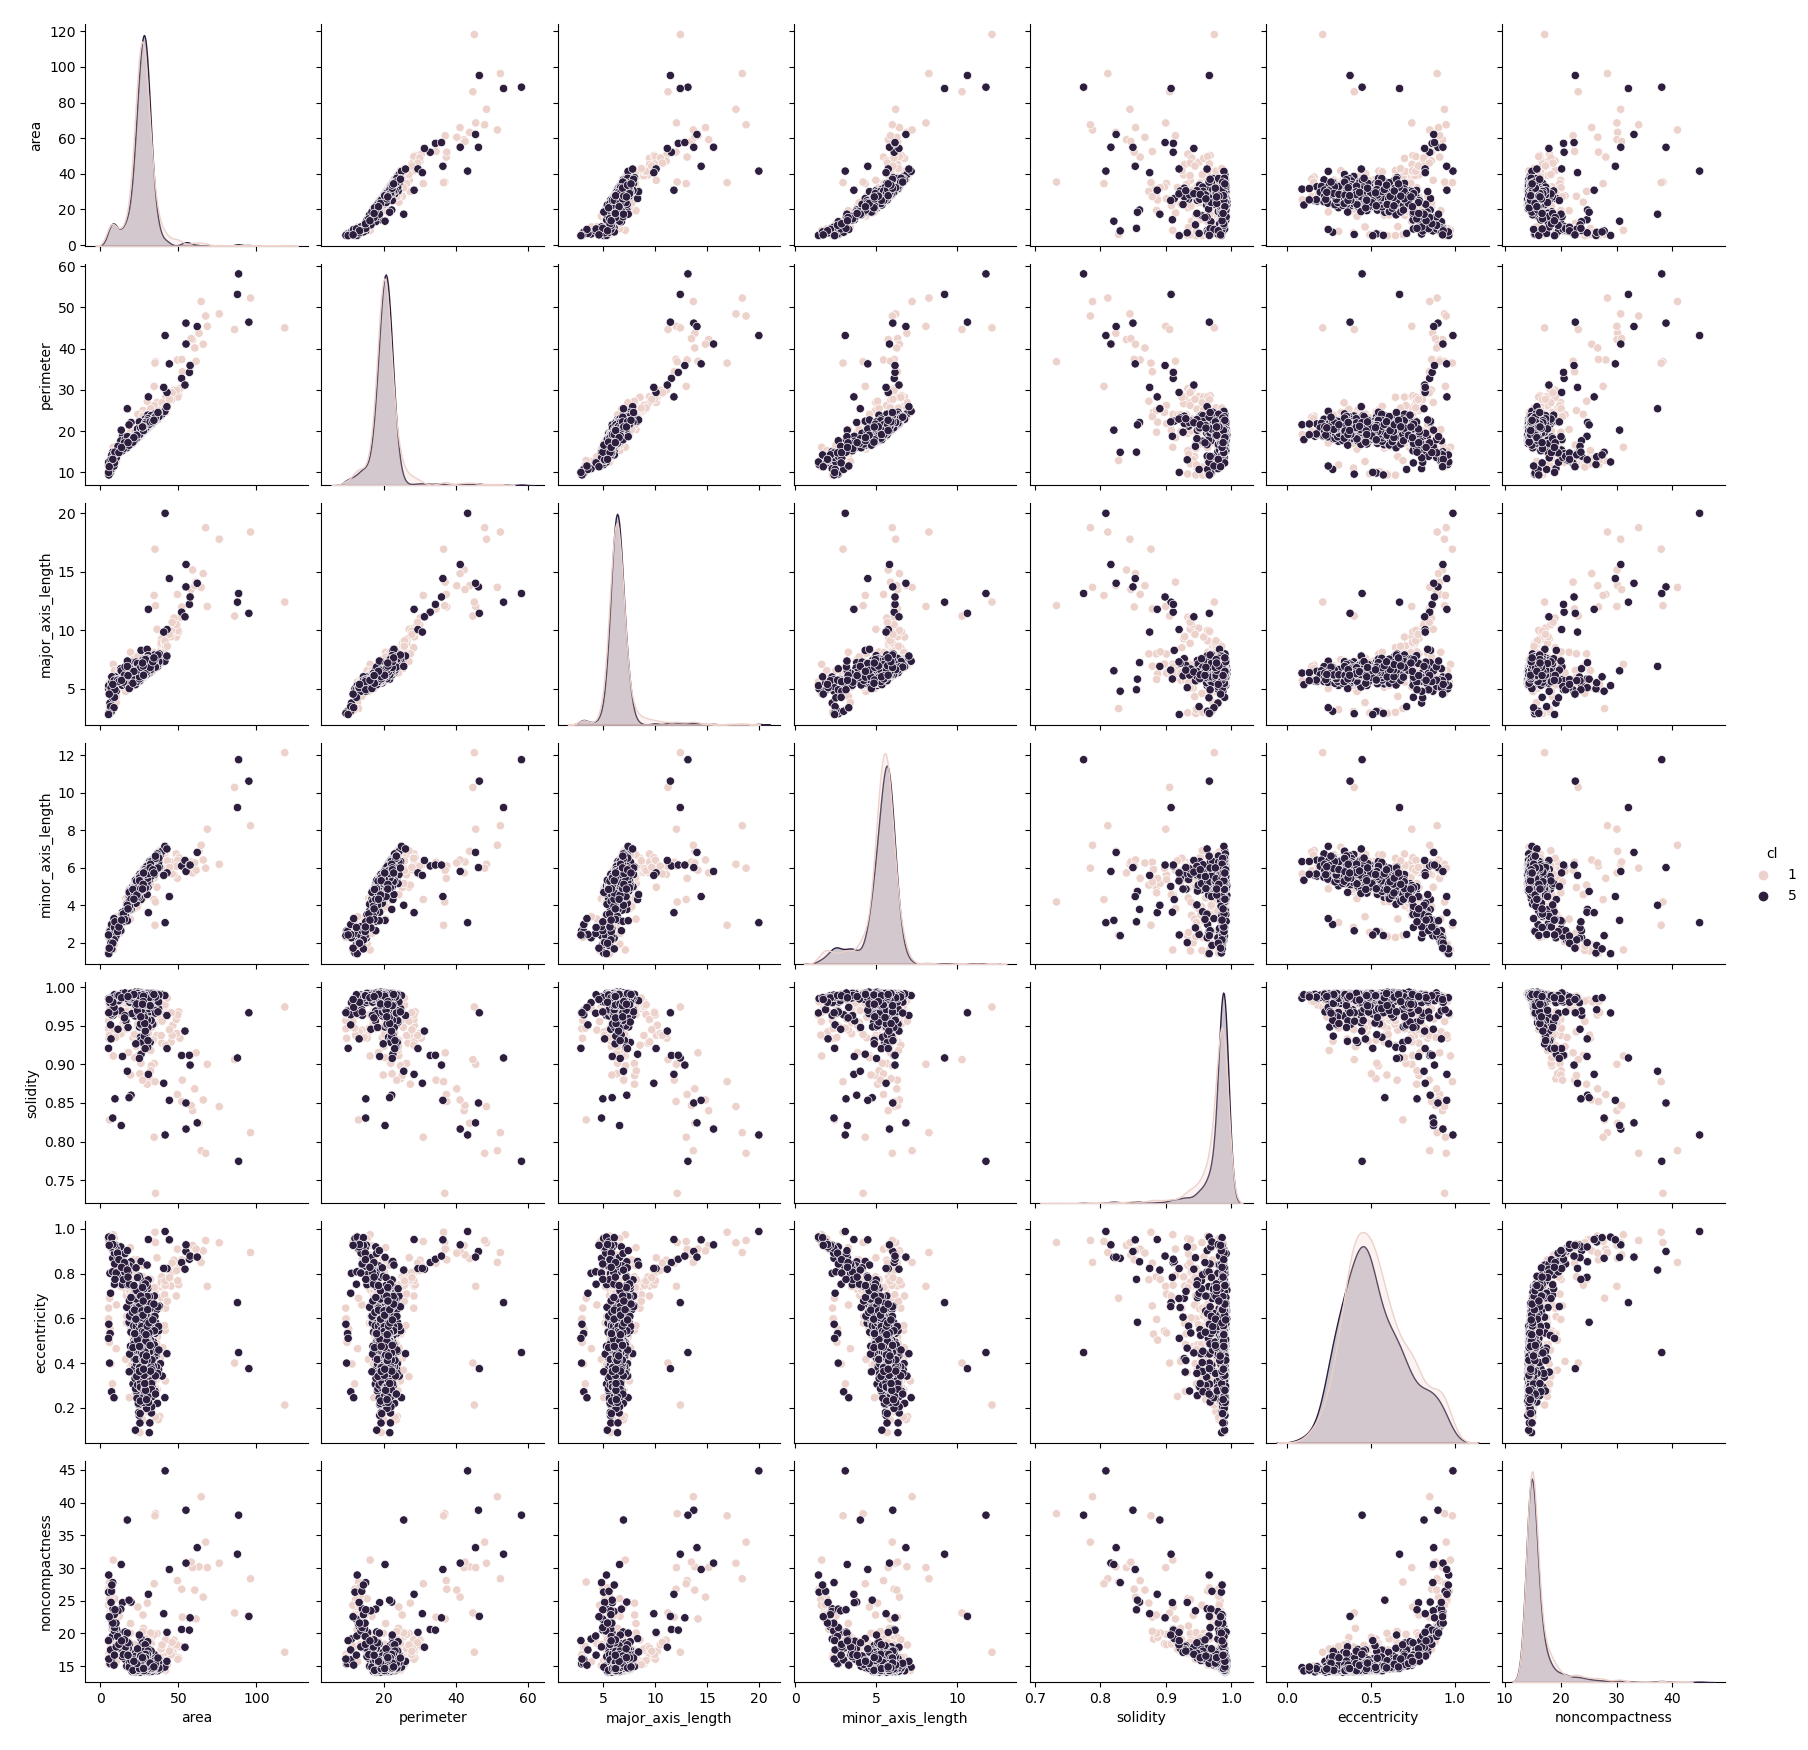 120
100
80
60
40
20
0
area
60
50
40
30
20
10
perimeter
20
15
10
5
major_axis_length
12
10
8
6
4
2
minor_axis_length
cl
1
5
1.00
0.95
0.90
0.85
0.80
0.75
solidity
1.0
0.8
0.6
0.4
0.2
eccentricity
45
40
35
30
25
20
15
noncompactness
0 50 100
20 40 60
5 10 15 20
0 5 10
0.7 0.8 0.9 1.0
0.0 0.5 1.0
10 20 30 40
area
perimeter
major_axis_length
minor_axis_length
solidity
eccentricity
noncompactness